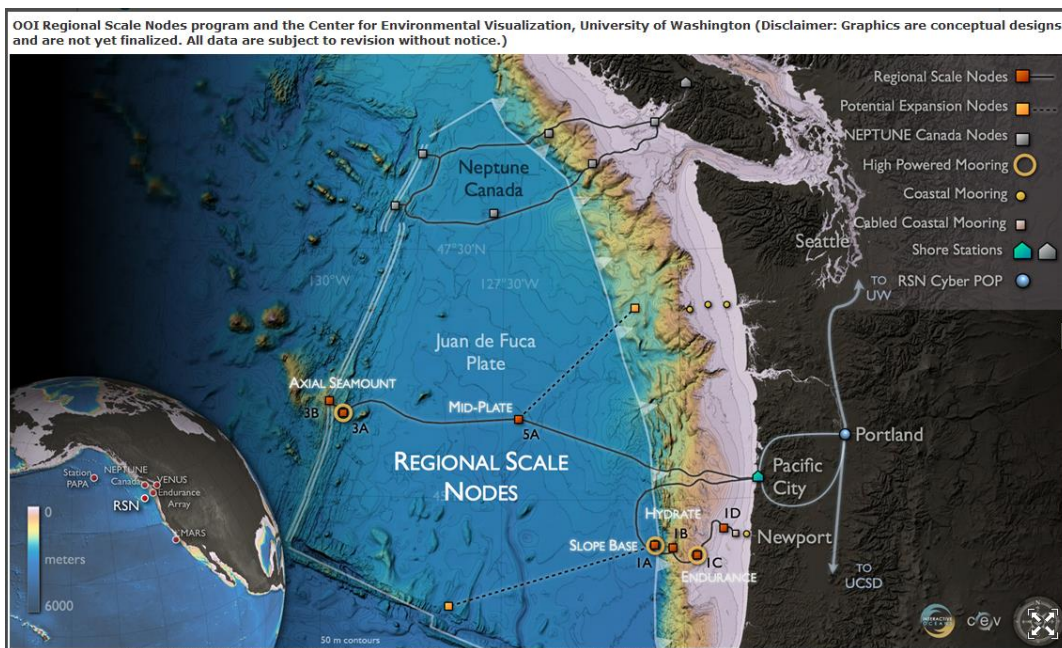 OOI Regional Scale Nodes program and the Center for Environmental Visualization, University of Washington (Disclaimer: Graphics are conceptual designs
and are not yet finalized. All data are subject to revision without notice.)
Regional Scale Nodes
Potential Expansion Nodes
NEPTUNE Canada Nodes
High Powered Mooring
Coastal Mooring
Cabled Coastal Mooring
Shore Stations
RSN Cyber POP
Neptune
Canada
47°30'N
130°W
127°30'W
Seattle
TO
UW
Juan de Fuca
Plate
AXIAL SEAMOUNT
3B
3A
MID-PLATE
5A
REGIONAL SCALE
NODES
Portland
Pacific
City
HYDRATE
1D
1B
Newport
SLOPE BASE
1A
1C
ENDURANCE
TO
UCSD
NEPTUNE
Canada
Station
PAPA
VENUS
Endurance
Array
RSN
MARS
0
meters
6000
50 m contours
INTERACTIVE
OCEANS
cev